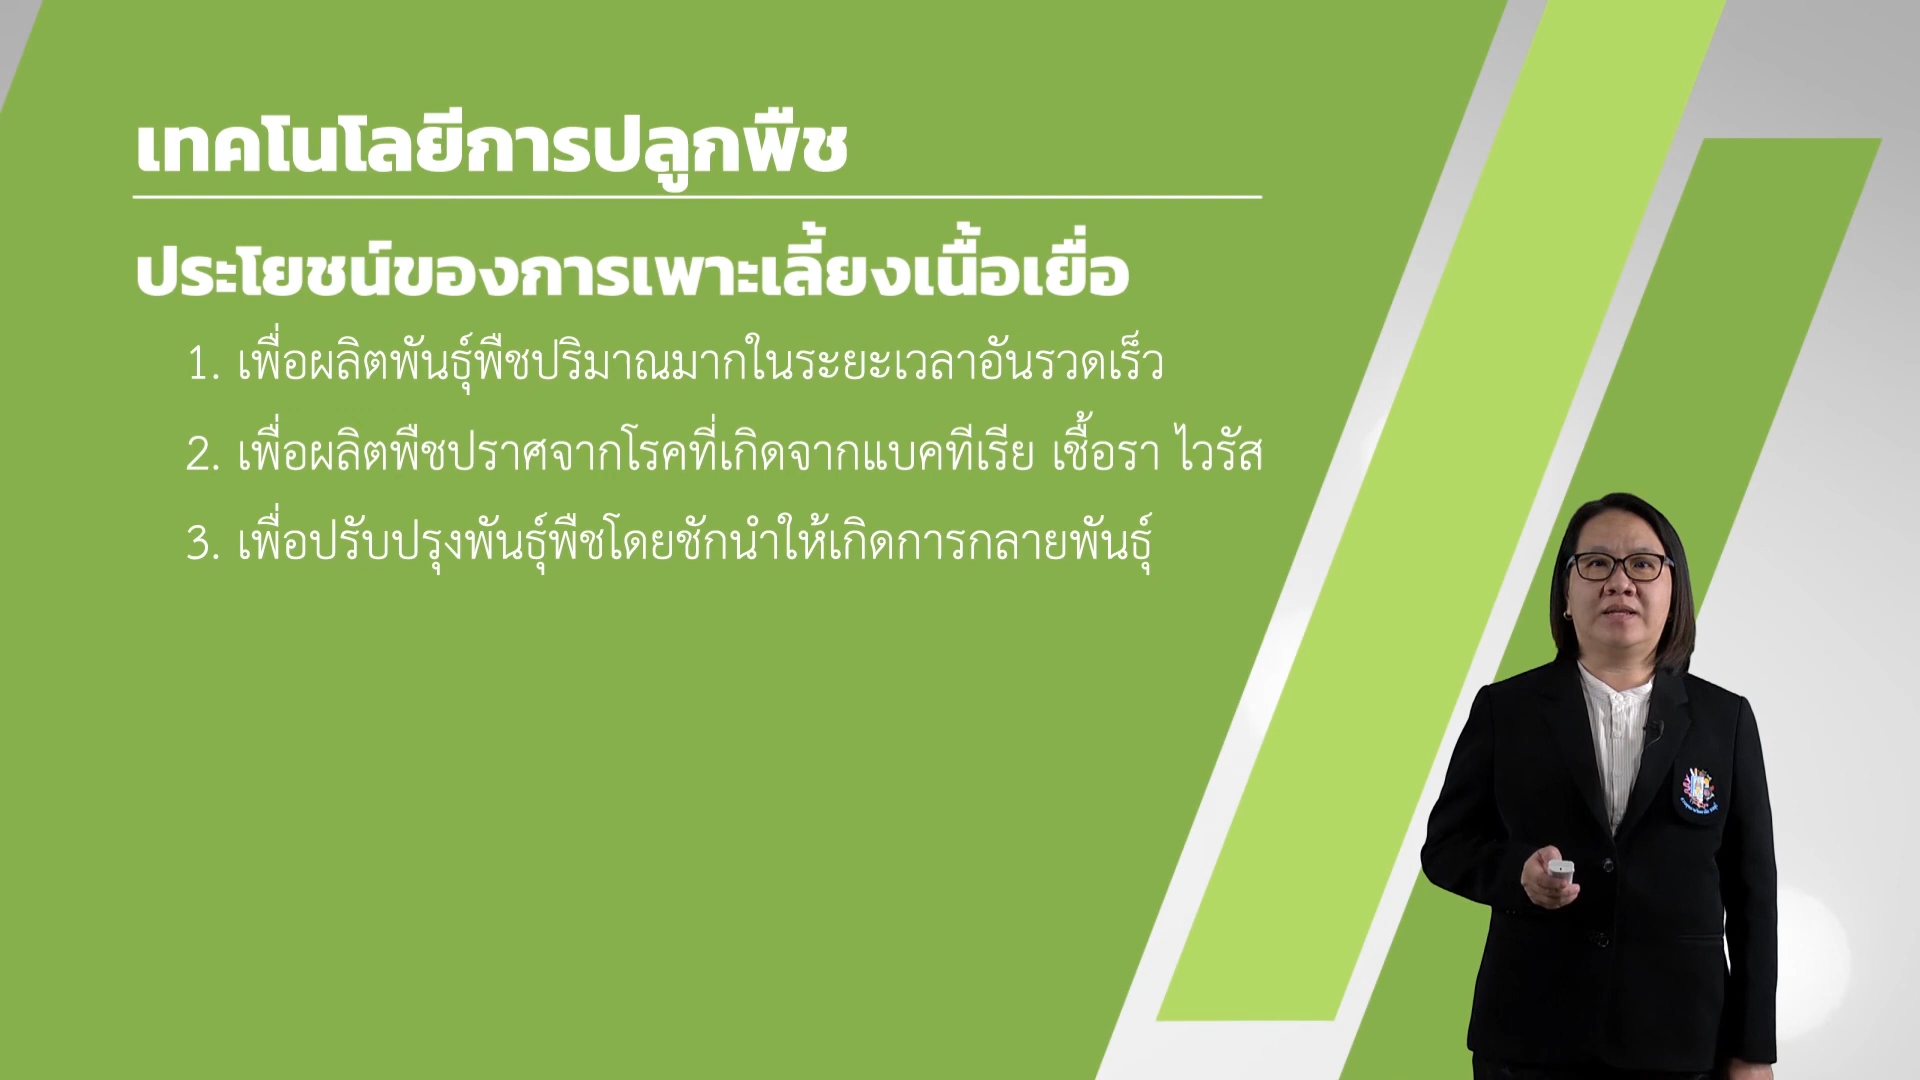 เทคโนโลยีการปลูกพืช
ประโยชน์ของการเพาะเลี้ยงเนื้อเยื่อ
1. เพื่อผลิตพันธุ์พืชปริมาณมากในระยะเวลาอันรวดเร็ว
2. เพื่อผลิตพืชปราศจากโรคที่เกิดจากแบคทีเรีย เชื้อรา ไวรัส
3. เพื่อปรับปรุงพันธุ์พืชโดยชักนำให้เกิดการกลายพันธุ์